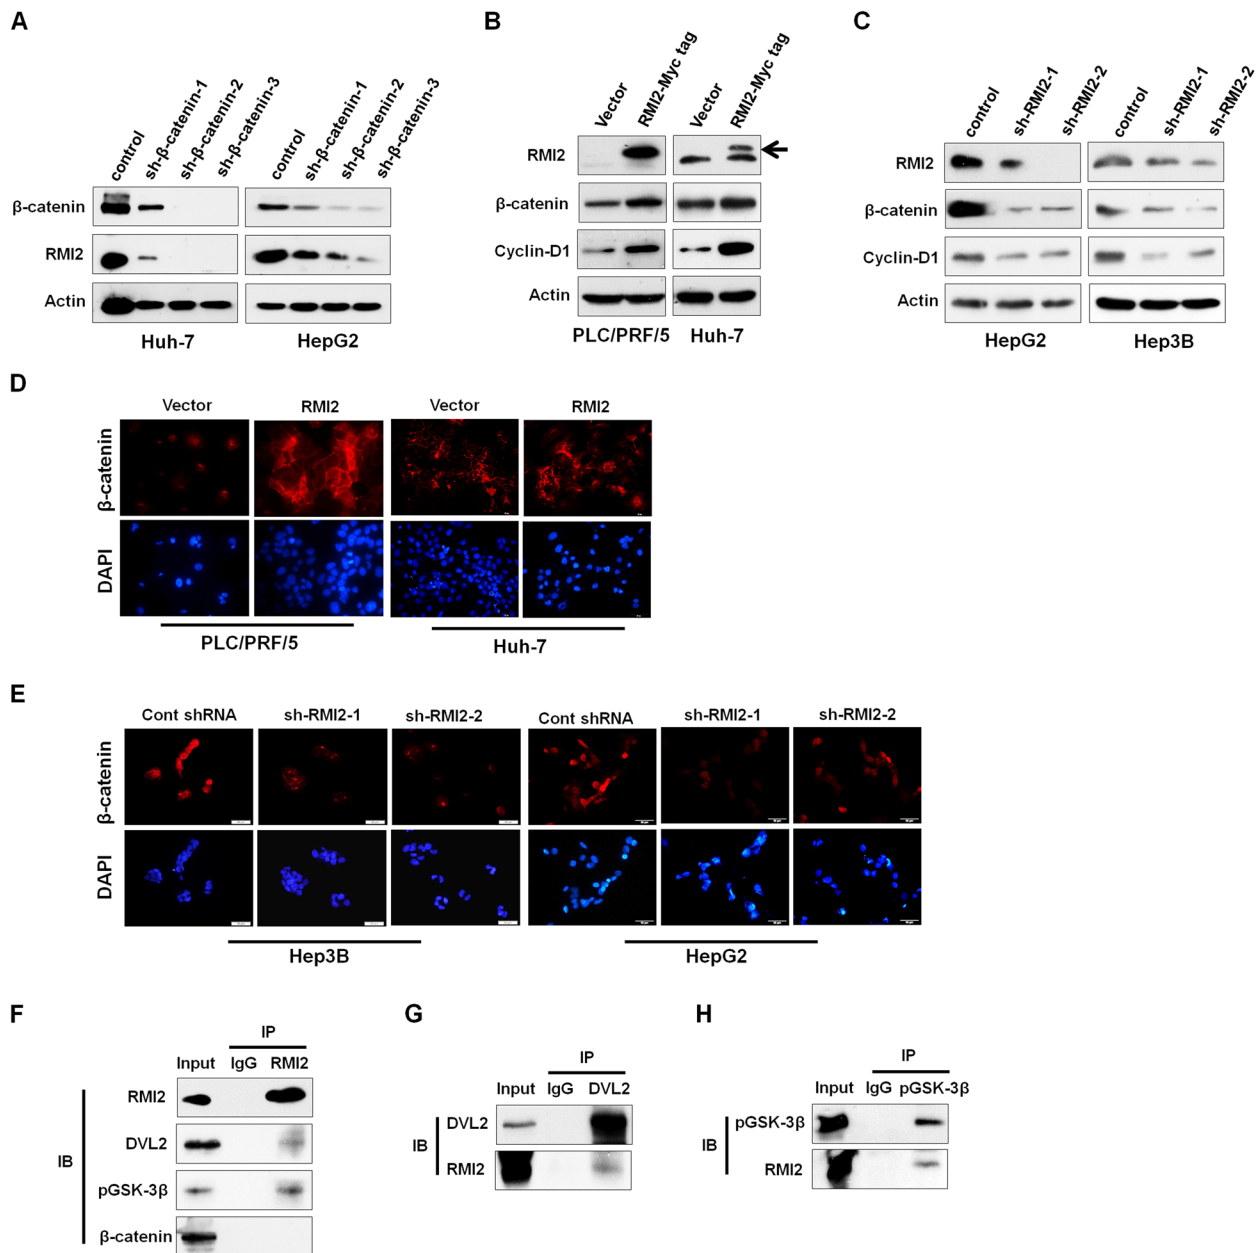 A
control
sh-β-catenin-1
sh-β-catenin-2
sh-β-catenin-3
control
sh-β-catenin-1
sh-β-catenin-2
sh-β-catenin-3
β-catenin
RMI2
Actin
Huh-7
HepG2
B
Vector
RMI2-Myc tag
Vector
RMI2-Myc tag
RMI2
β-catenin
Cyclin-D1
Actin
PLC/PRF/5
Huh-7
C
control
sh-RMI2-1
sh-RMI2-2
control
sh-RMI2-1
sh-RMI2-2
RMI2
β-catenin
Cyclin-D1
Actin
HepG2
Hep3B
D
Vector
RMI2
Vector
RMI2
β-catenin
DAPI
PLC/PRF/5
Huh-7
E
Cont shRNA
sh-RMI2-1
sh-RMI2-2
Cont shRNA
sh-RMI2-1
sh-RMI2-2
β-catenin
DAPI
Hep3B
HepG2
F
IP
Input
IgG
RMI2
IB
RMI2
DVL2
pGSK-3β
β-catenin
G
IP
Input
IgG
DVL2
IB
DVL2
RMI2
H
IP
Input
IgG
pGSK-3β
IB
pGSK-3β
RMI2